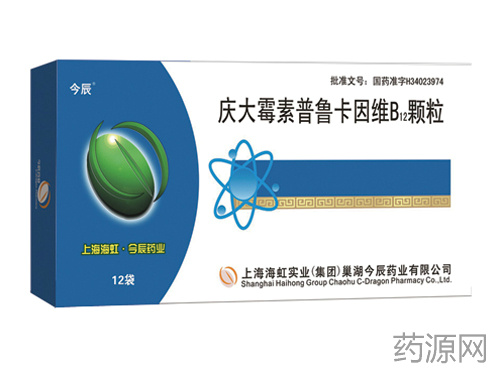 今辰®
批准文号：国药准字H34023974
庆大霉素普鲁卡因维B12颗粒
上海海虹·今辰药业
12袋
上海海虹实业(集团)巢湖今辰药业有限公司
Shanghai Haihong Group Chaohu C-Dragon Pharmacy Co.,Ltd.
药源网